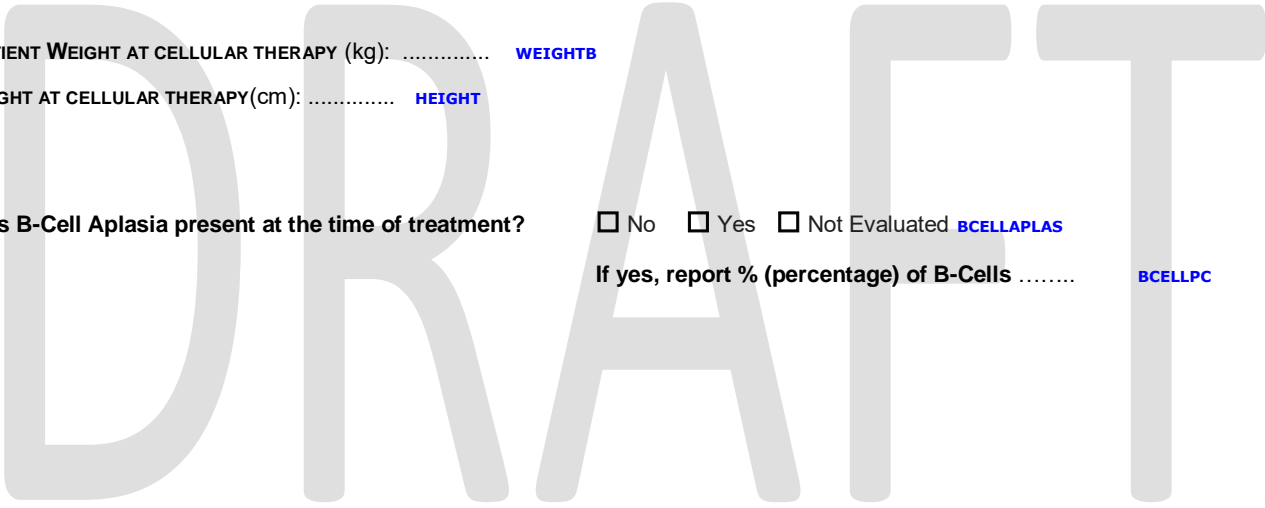 TIENT WEIGHT AT CELLULAR THERAPY (kg): .............. WEIGHTB
GHT AT CELLULAR THERAPY(cm): .............. HEIGHT
s B-Cell Aplasia present at the time of treatment? ☐ No ☐ Yes ☐ Not Evaluated BCELLAPLAS
If yes, report % (percentage) of B-Cells ........ BCELLPC
DRAFT